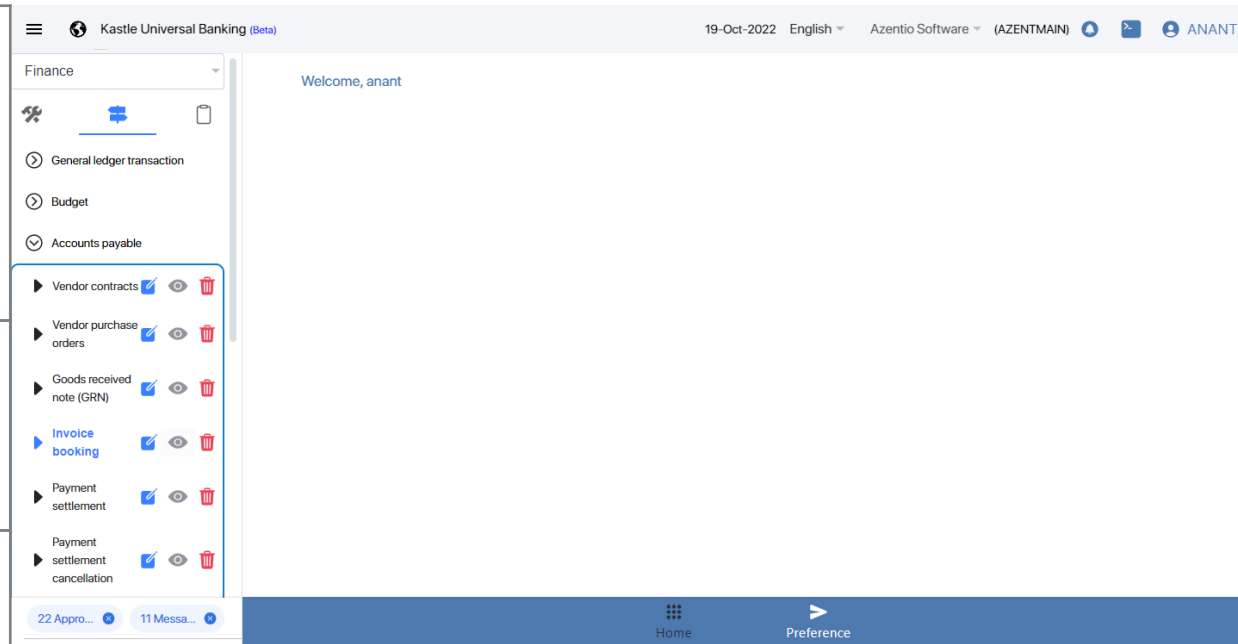 Kastle Universal Banking (Beta) 19-Oct-2022 English Azentio Software (AZENTMAIN) ANANT
Finance
Welcome, anant
General ledger transaction
Budget
Accounts payable
Vendor contracts
Vendor purchase
orders
Goods received
note (GRN)
Invoice
booking
Payment
settlement
Payment
settlement
cancellation
22 Appro... 11 Messa...
Home Preference